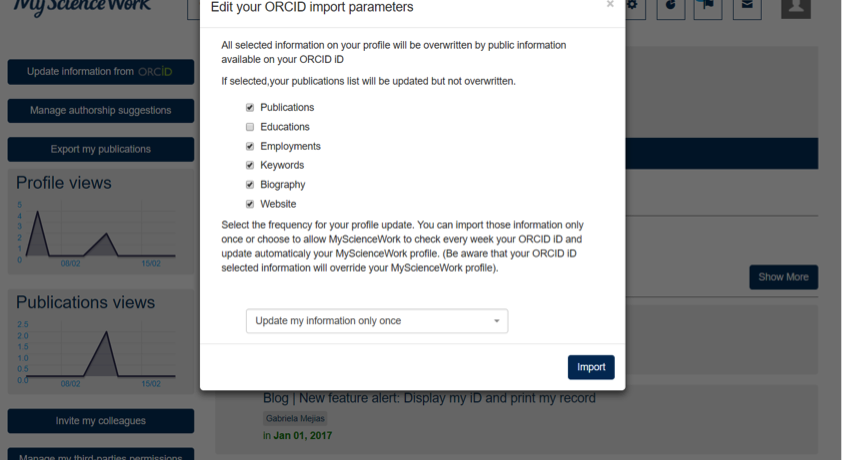 MyScienceWork
Edit your ORCID import parameters
×
All selected information on your profile will be overwritten by public information
available on your ORCID iD
If selected,your publications list will be updated but not overwritten.
Publications
Educations
Employments
Keywords
Biography
Website
Select the frequency for your profile update. You can import those information only
once or choose to allow MyScienceWork to check every week your ORCID iD and
update automaticaly your MyScienceWork profile. (Be aware that your ORCID iD
selected information will override your MyScienceWork profile).
Update my information only once
Import
Update information from ORCID
Manage authorship suggestions
Export my publications
Profile views
5
4
3
2
1
0
08/02
15/02
Publications views
2.5
2.0
1.5
1.0
0.5
0.0
08/02
15/02
Invite my colleagues
Manage my third-parties permissions
Show More
Blog | New feature alert: Display my iD and print my record
Gabriela Mejias
in Jan 01, 2017